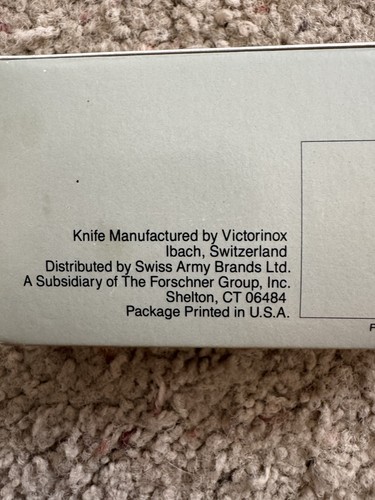 Knife Manufactured by Victorinox
Ibach, Switzerland
Distributed by Swiss Army Brands Ltd.
A Subsidiary of The Forschner Group, Inc.
Shelton, CT 06484
Package Printed in U.S.A.